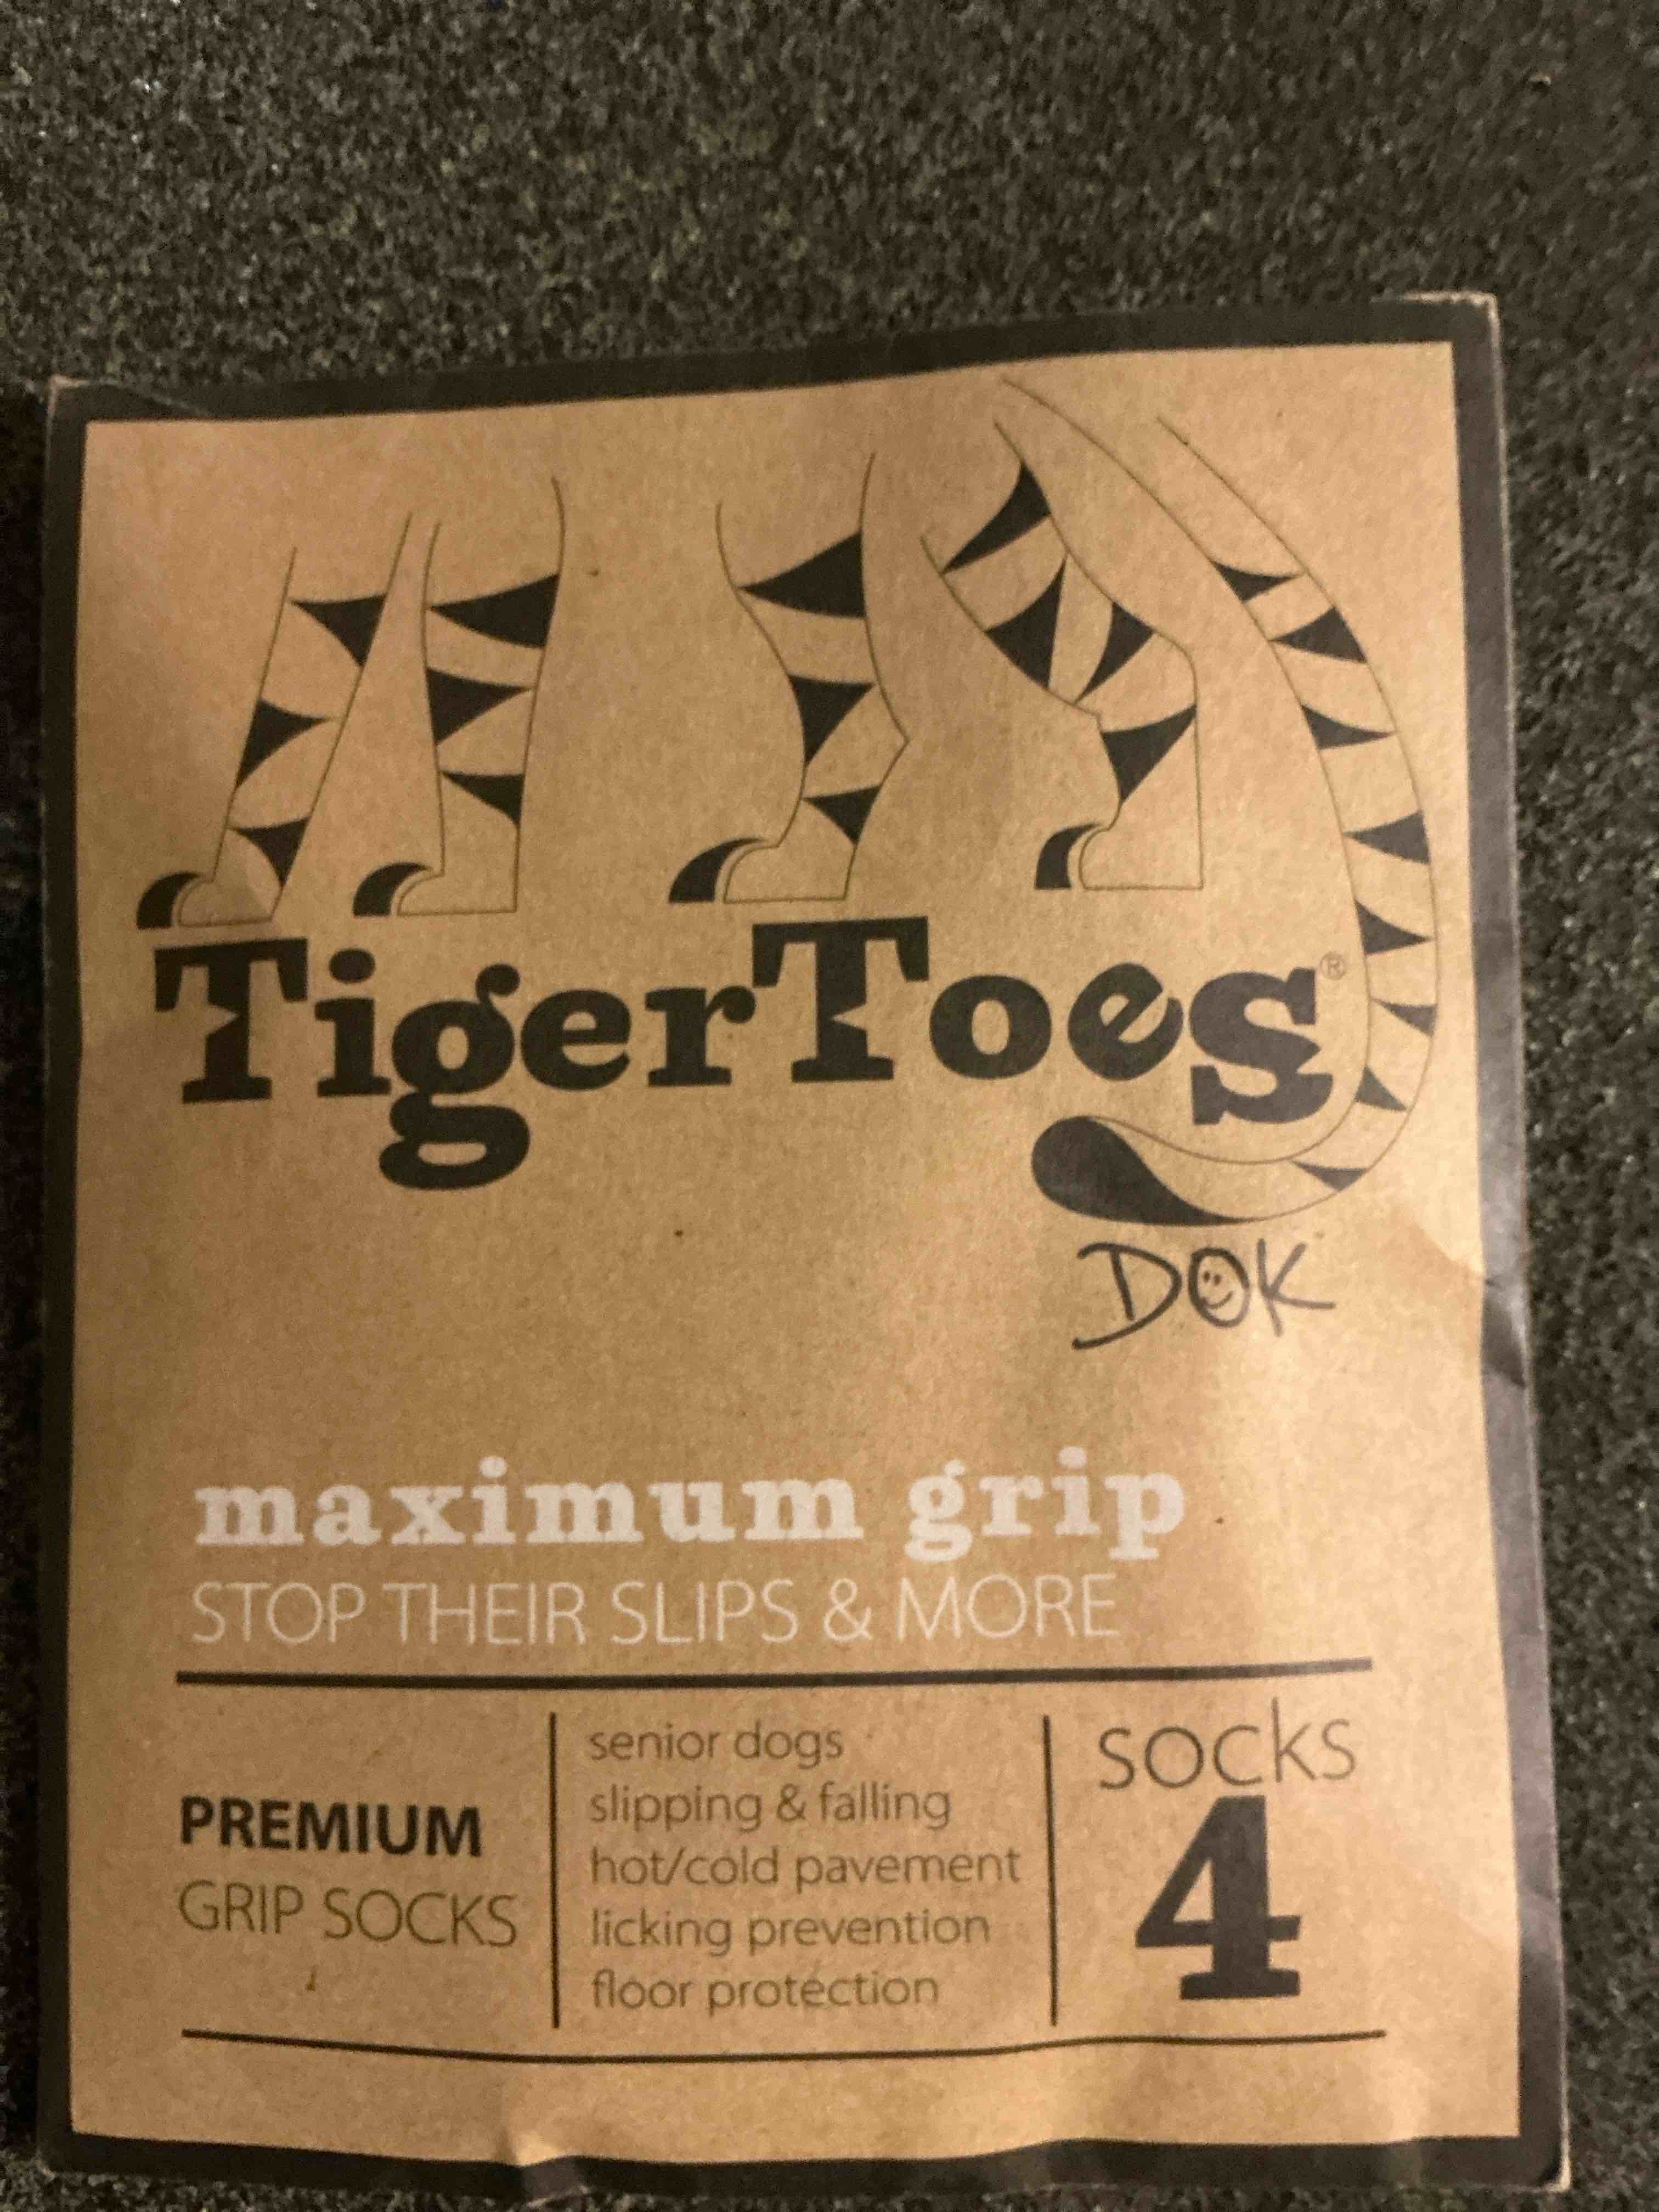 TigerToes®
DOK
maximum grip
STOP THEIR SLIPS & MORE
PREMIUM
GRIP SOCKS
senior dogs
slipping & falling
hot/cold pavement
licking prevention
floor protection
SOCKS
4